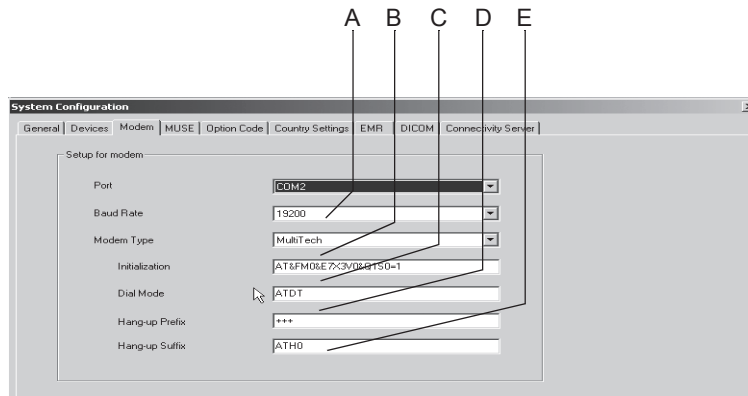 A B C D E
System Configuration
General Devices Modem MUSE Option Code Country Settings EMR DICOM Connectivity Server
Setup for modem
Port COM2
Baud Rate 19200
Modem Type MultiTech
Initialization AT&FM0&E7X3V0&Q1S0=1
Dial Mode ATDT
Hang-up Prefix +++
Hang-up Suffix ATH0